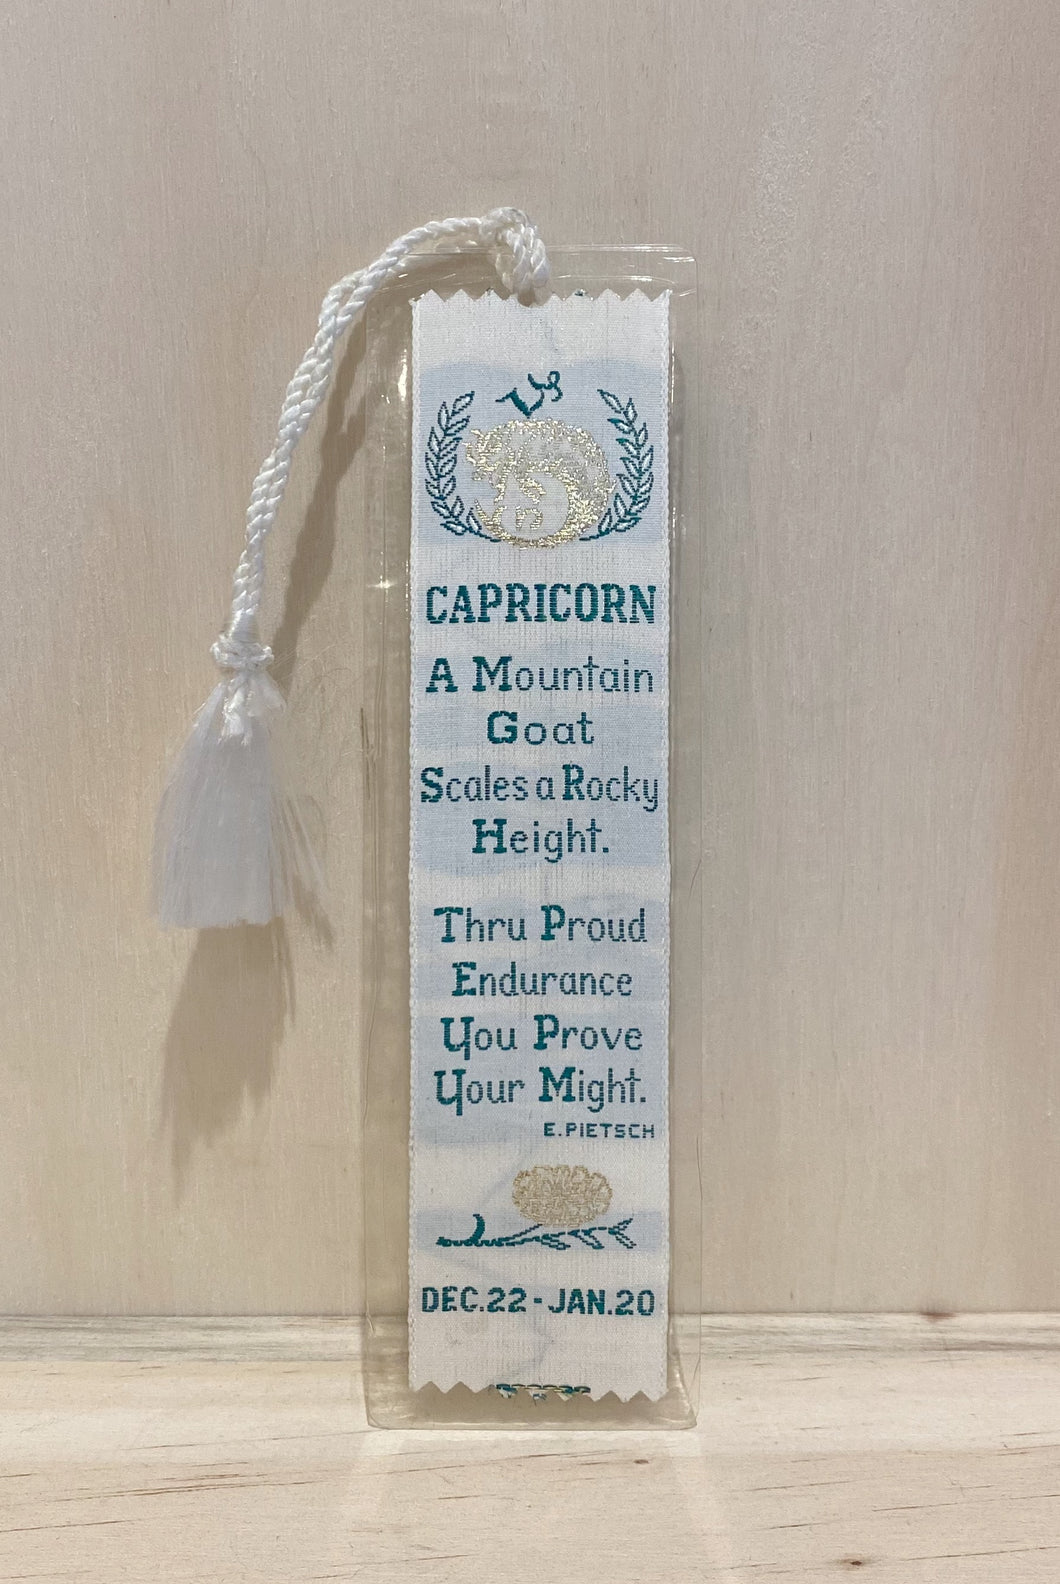 CAPRICORN
A Mountain
Goat
Scales a Rocky
Height.
Thru Proud
Endurance
You Prove
Your Might.
E. PIETSCH
DEC. 22 - JAN. 20